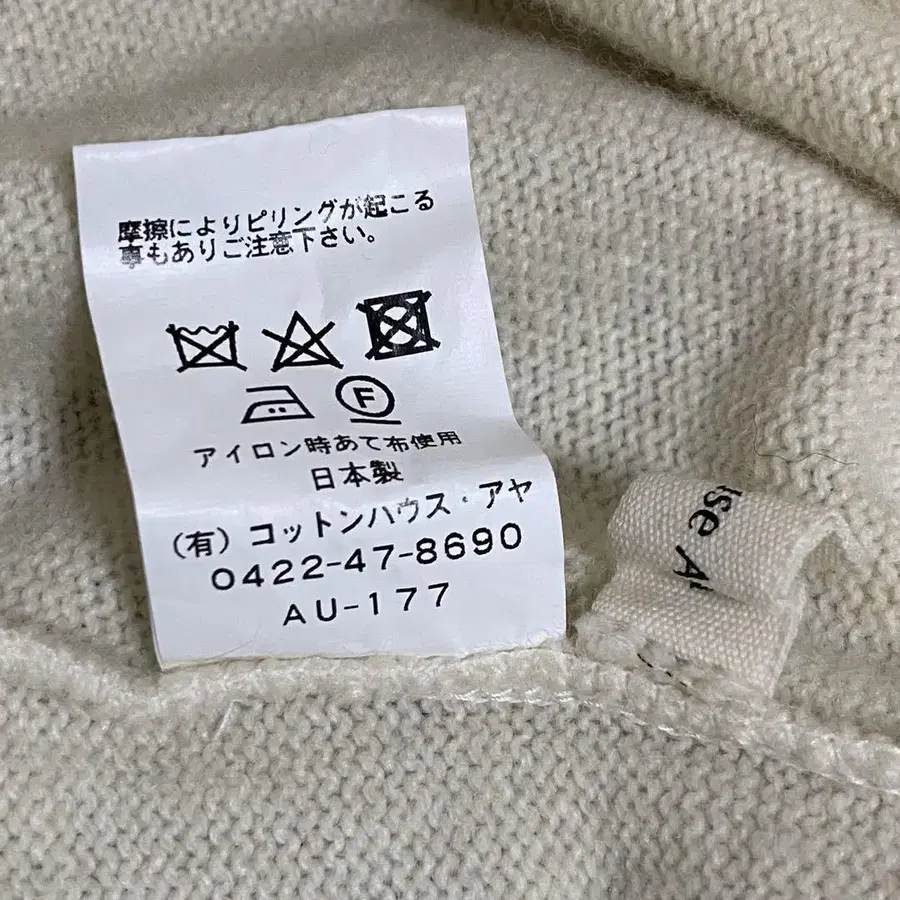 摩擦によりピリングが起こる
事もありご注意下さい。
F
アイロン時あて布使用
日本製
(有)コットンハウス・アヤ
0422-47-8690
AU-177